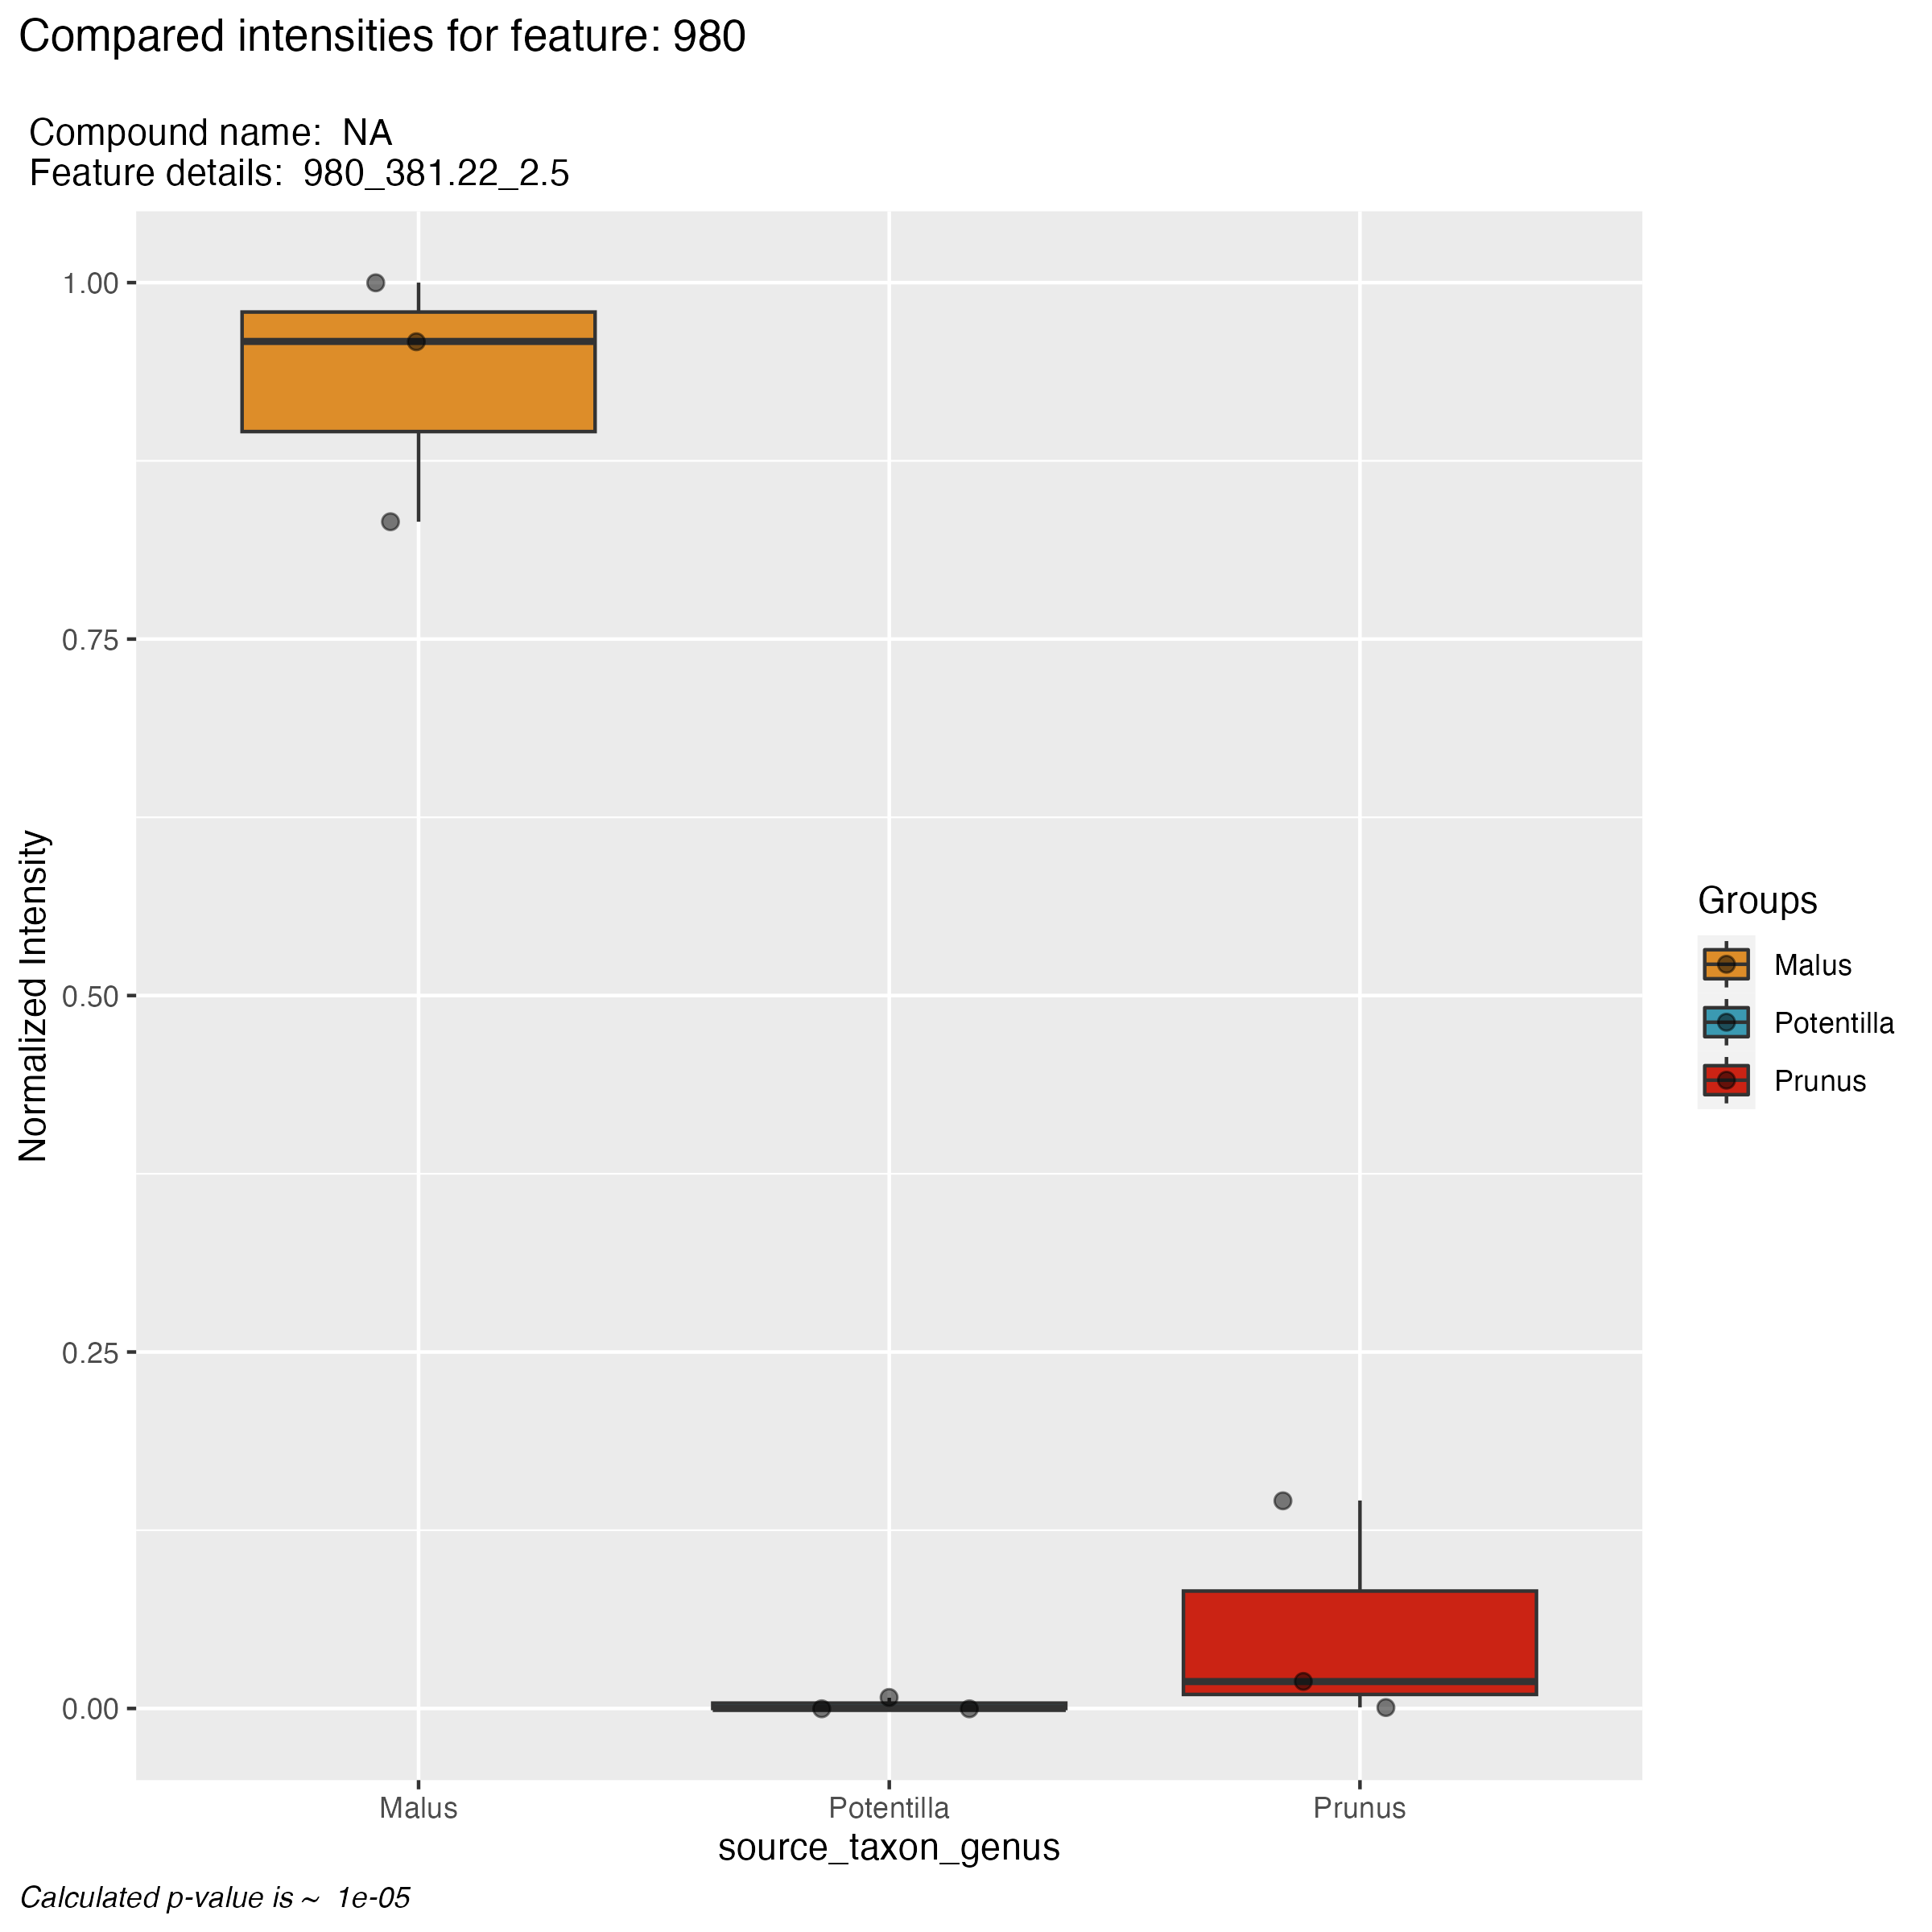 Compared intensities for feature: 980
Compound name:  NA
Feature details:  980_381.22_2.5
Normalized Intensity
1.00
0.75
0.50
0.25
0.00
Malus
Potentilla
Prunus
source_taxon_genus
Groups
Malus
Potentilla
Prunus
Calculated p-value is ~  1e-05